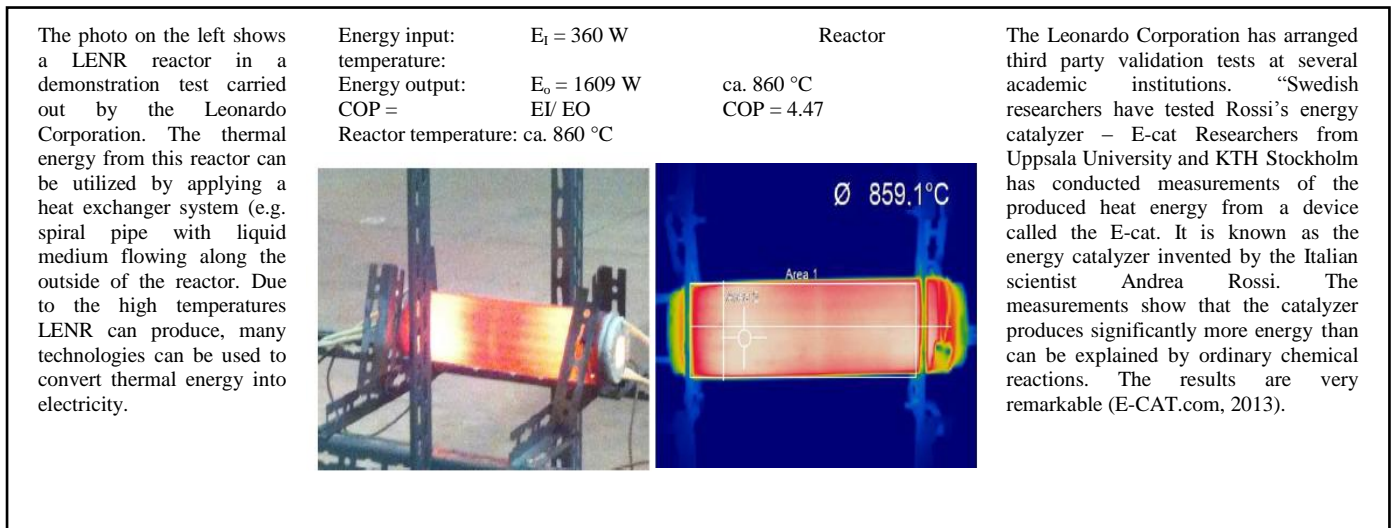 The photo on the left shows
a LENR reactor in a
demonstration test carried
out by the Leonardo
Corporation. The thermal
energy from this reactor can
be utilized by applying a
heat exchanger system (e.g.
spiral pipe with liquid
medium flowing along the
outside of the reactor. Due
to the high temperatures
LENR can produce, many
technologies can be used to
convert thermal energy into
electricity.
Energy input: EI = 360 W Reactor
temperature:
Energy output: Eo = 1609 W ca. 860 °C
COP = EI/ EO COP = 4.47
Reactor temperature: ca. 860 °C
Ø 859.1°C
Area 1
The Leonardo Corporation has arranged
third party validation tests at several
academic institutions. “Swedish
researchers have tested Rossi’s energy
catalyzer – E-cat Researchers from
Uppsala University and KTH Stockholm
has conducted measurements of the
produced heat energy from a device
called the E-cat. It is known as the
energy catalyzer invented by the Italian
scientist Andrea Rossi. The
measurements show that the catalyzer
produces significantly more energy than
can be explained by ordinary chemical
reactions. The results are very
remarkable (E-CAT.com, 2013).